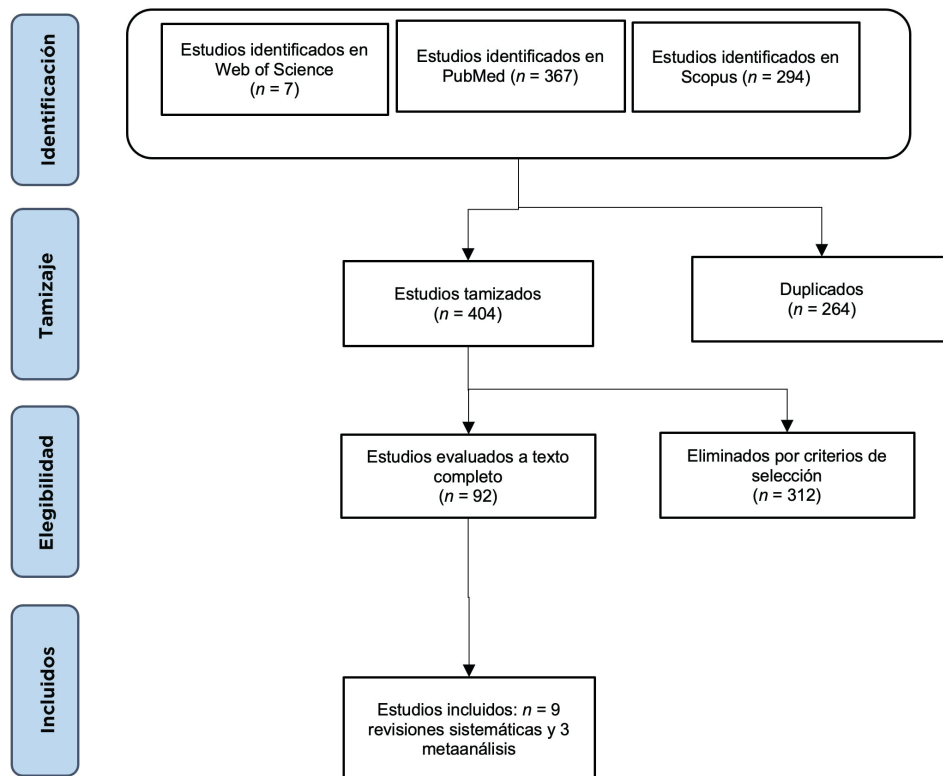 Identificación
Estudios identificados en
Web of Science
(n = 7)
Estudios identificados en
PubMed (n = 367)
Estudios identificados en
Scopus (n = 294)
Tamizaje
Estudios tamizados
(n = 404)
Duplicados
(n = 264)
Elegibilidad
Estudios evaluados a texto
completo
(n = 92)
Eliminados por criterios de
selección
(n = 312)
Incluidos
Estudios incluidos: n = 9
revisiones sistemáticas y 3
metaanálisis